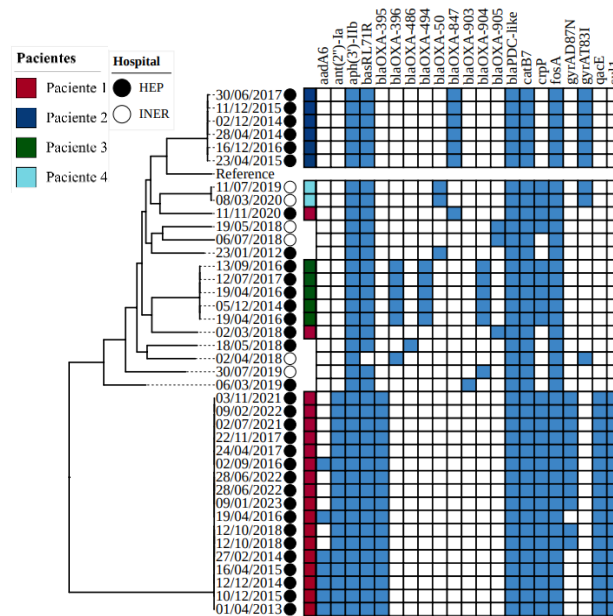 Pacientes
Paciente 1
Paciente 2
Paciente 3
Paciente 4
Hospital
HEP
INER
aadA6
ant(2")-Ia
aph(3')-IIb
basRL71R
blaOXA-395
blaOXA-396
blaOXA-486
blaOXA-494
blaOXA-50
blaOXA-847
blaOXA-903
blaOXA-904
blaOXA-905
blaPDC-like
catB7
crpP
fosA
gyrAD87N
gyrAT83I
qacE
sul1
30/06/2017
11/12/2015
02/12/2014
28/04/2014
16/12/2016
23/04/2015
Reference
11/07/2019
08/03/2020
11/11/2020
19/05/2018
06/07/2018
23/01/2012
13/09/2016
12/07/2017
19/04/2016
05/12/2014
19/04/2016
02/03/2018
18/05/2018
02/04/2018
30/07/2019
06/03/2019
03/11/2021
09/02/2022
02/07/2021
22/11/2017
24/04/2017
02/09/2016
28/06/2022
28/06/2022
09/01/2023
19/04/2016
12/10/2018
12/10/2018
27/02/2014
16/04/2015
12/12/2014
10/12/2015
01/04/2013